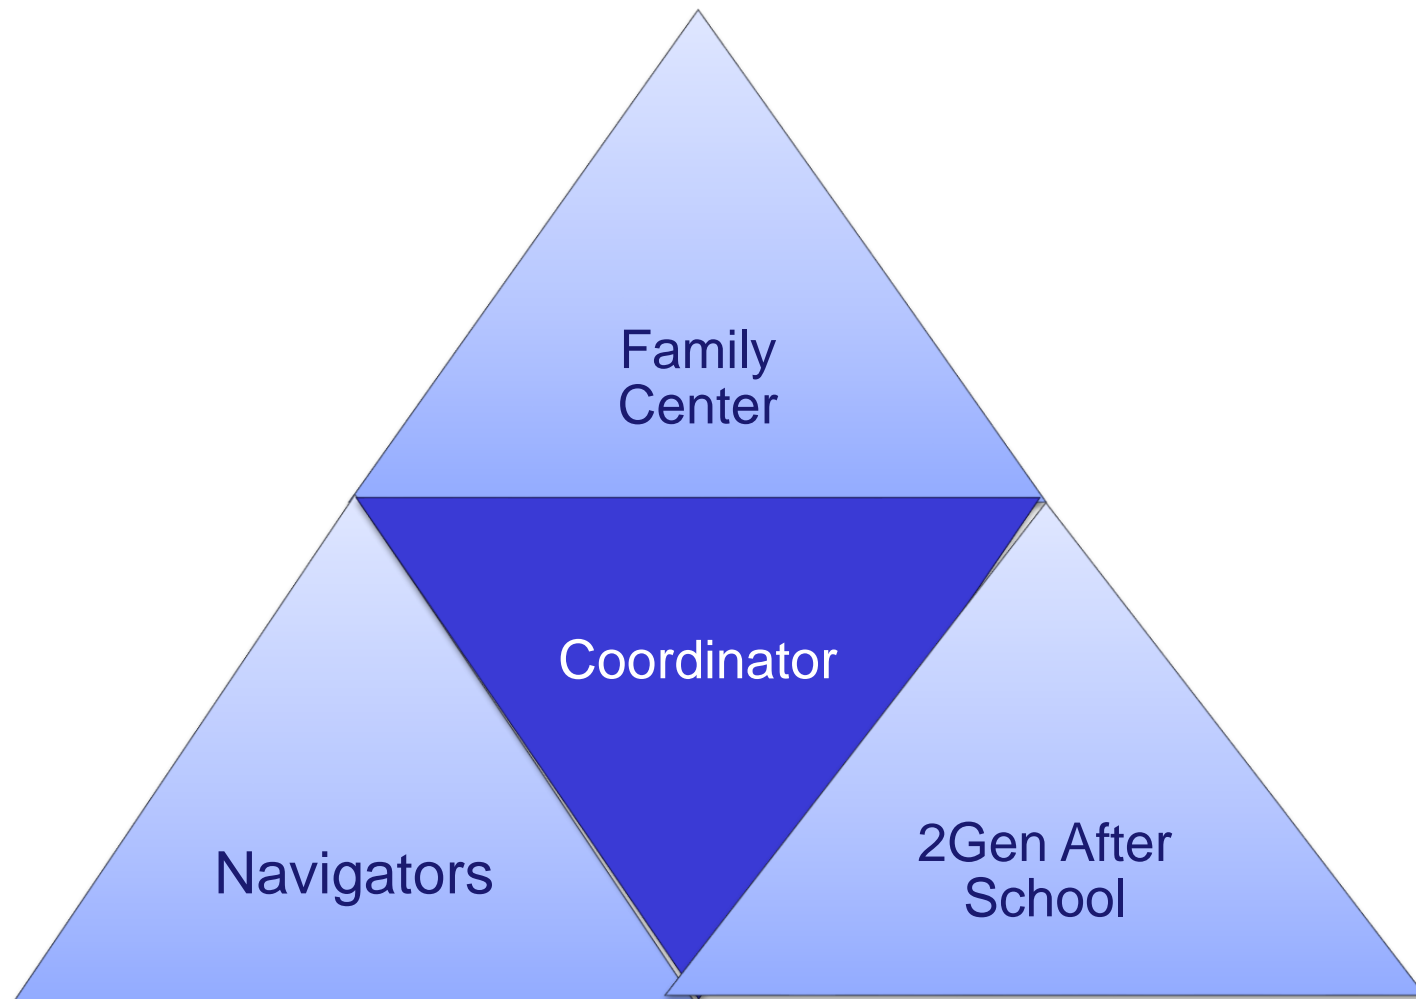 Family
Center
Coordinator
Navigators
2Gen After
School